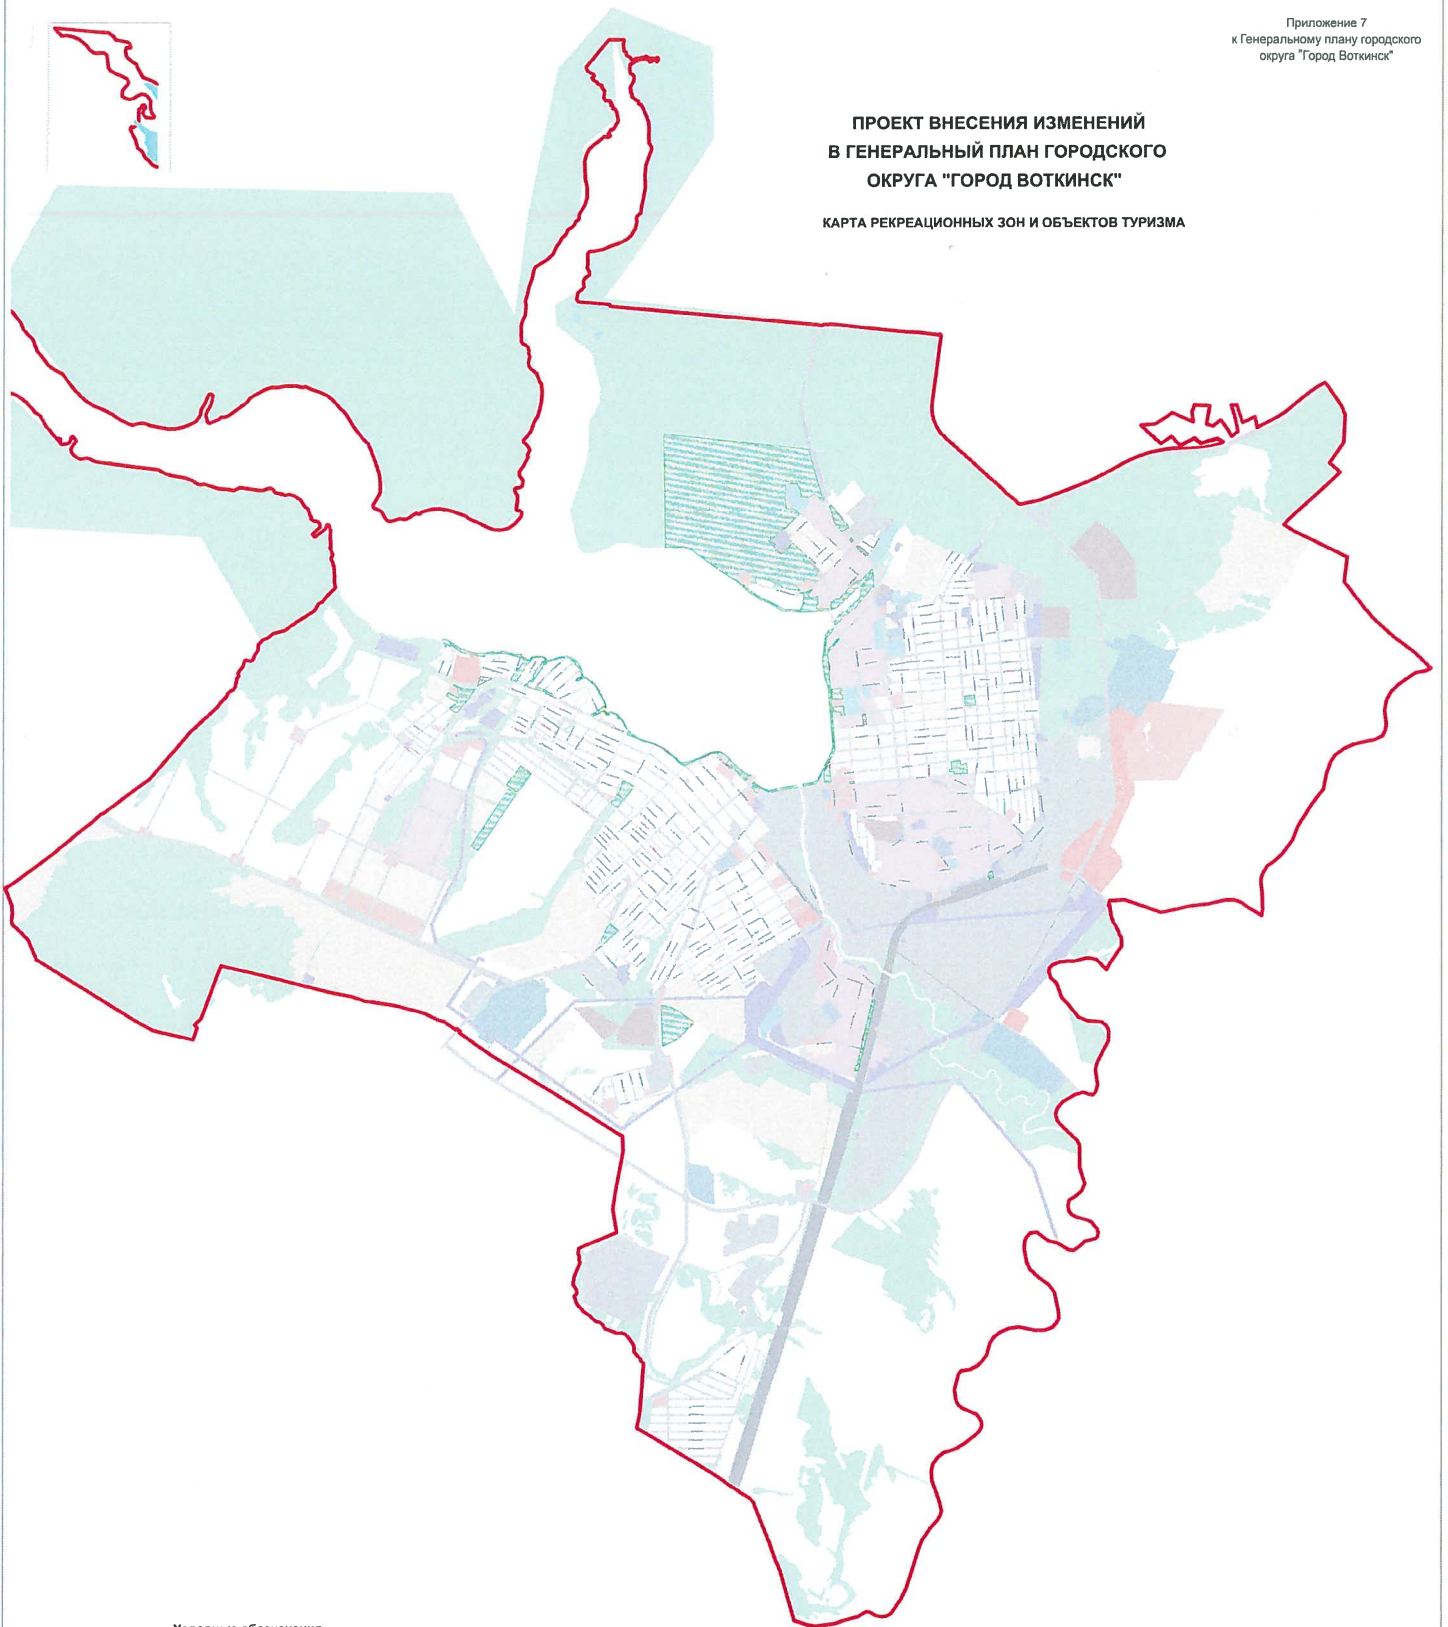 Приложение 7
к Генеральному плану городского
округа "Город Воткинск"
ПРОЕКТ ВНЕСЕНИЯ ИЗМЕНЕНИЙ
В ГЕНЕРАЛЬНЫЙ ПЛАН ГОРОДСКОГО
ОКРУГА "ГОРОД ВОТКИНСК"
КАРТА РЕКРЕАЦИОННЫХ ЗОН И ОБЪЕКТОВ ТУРИЗМА